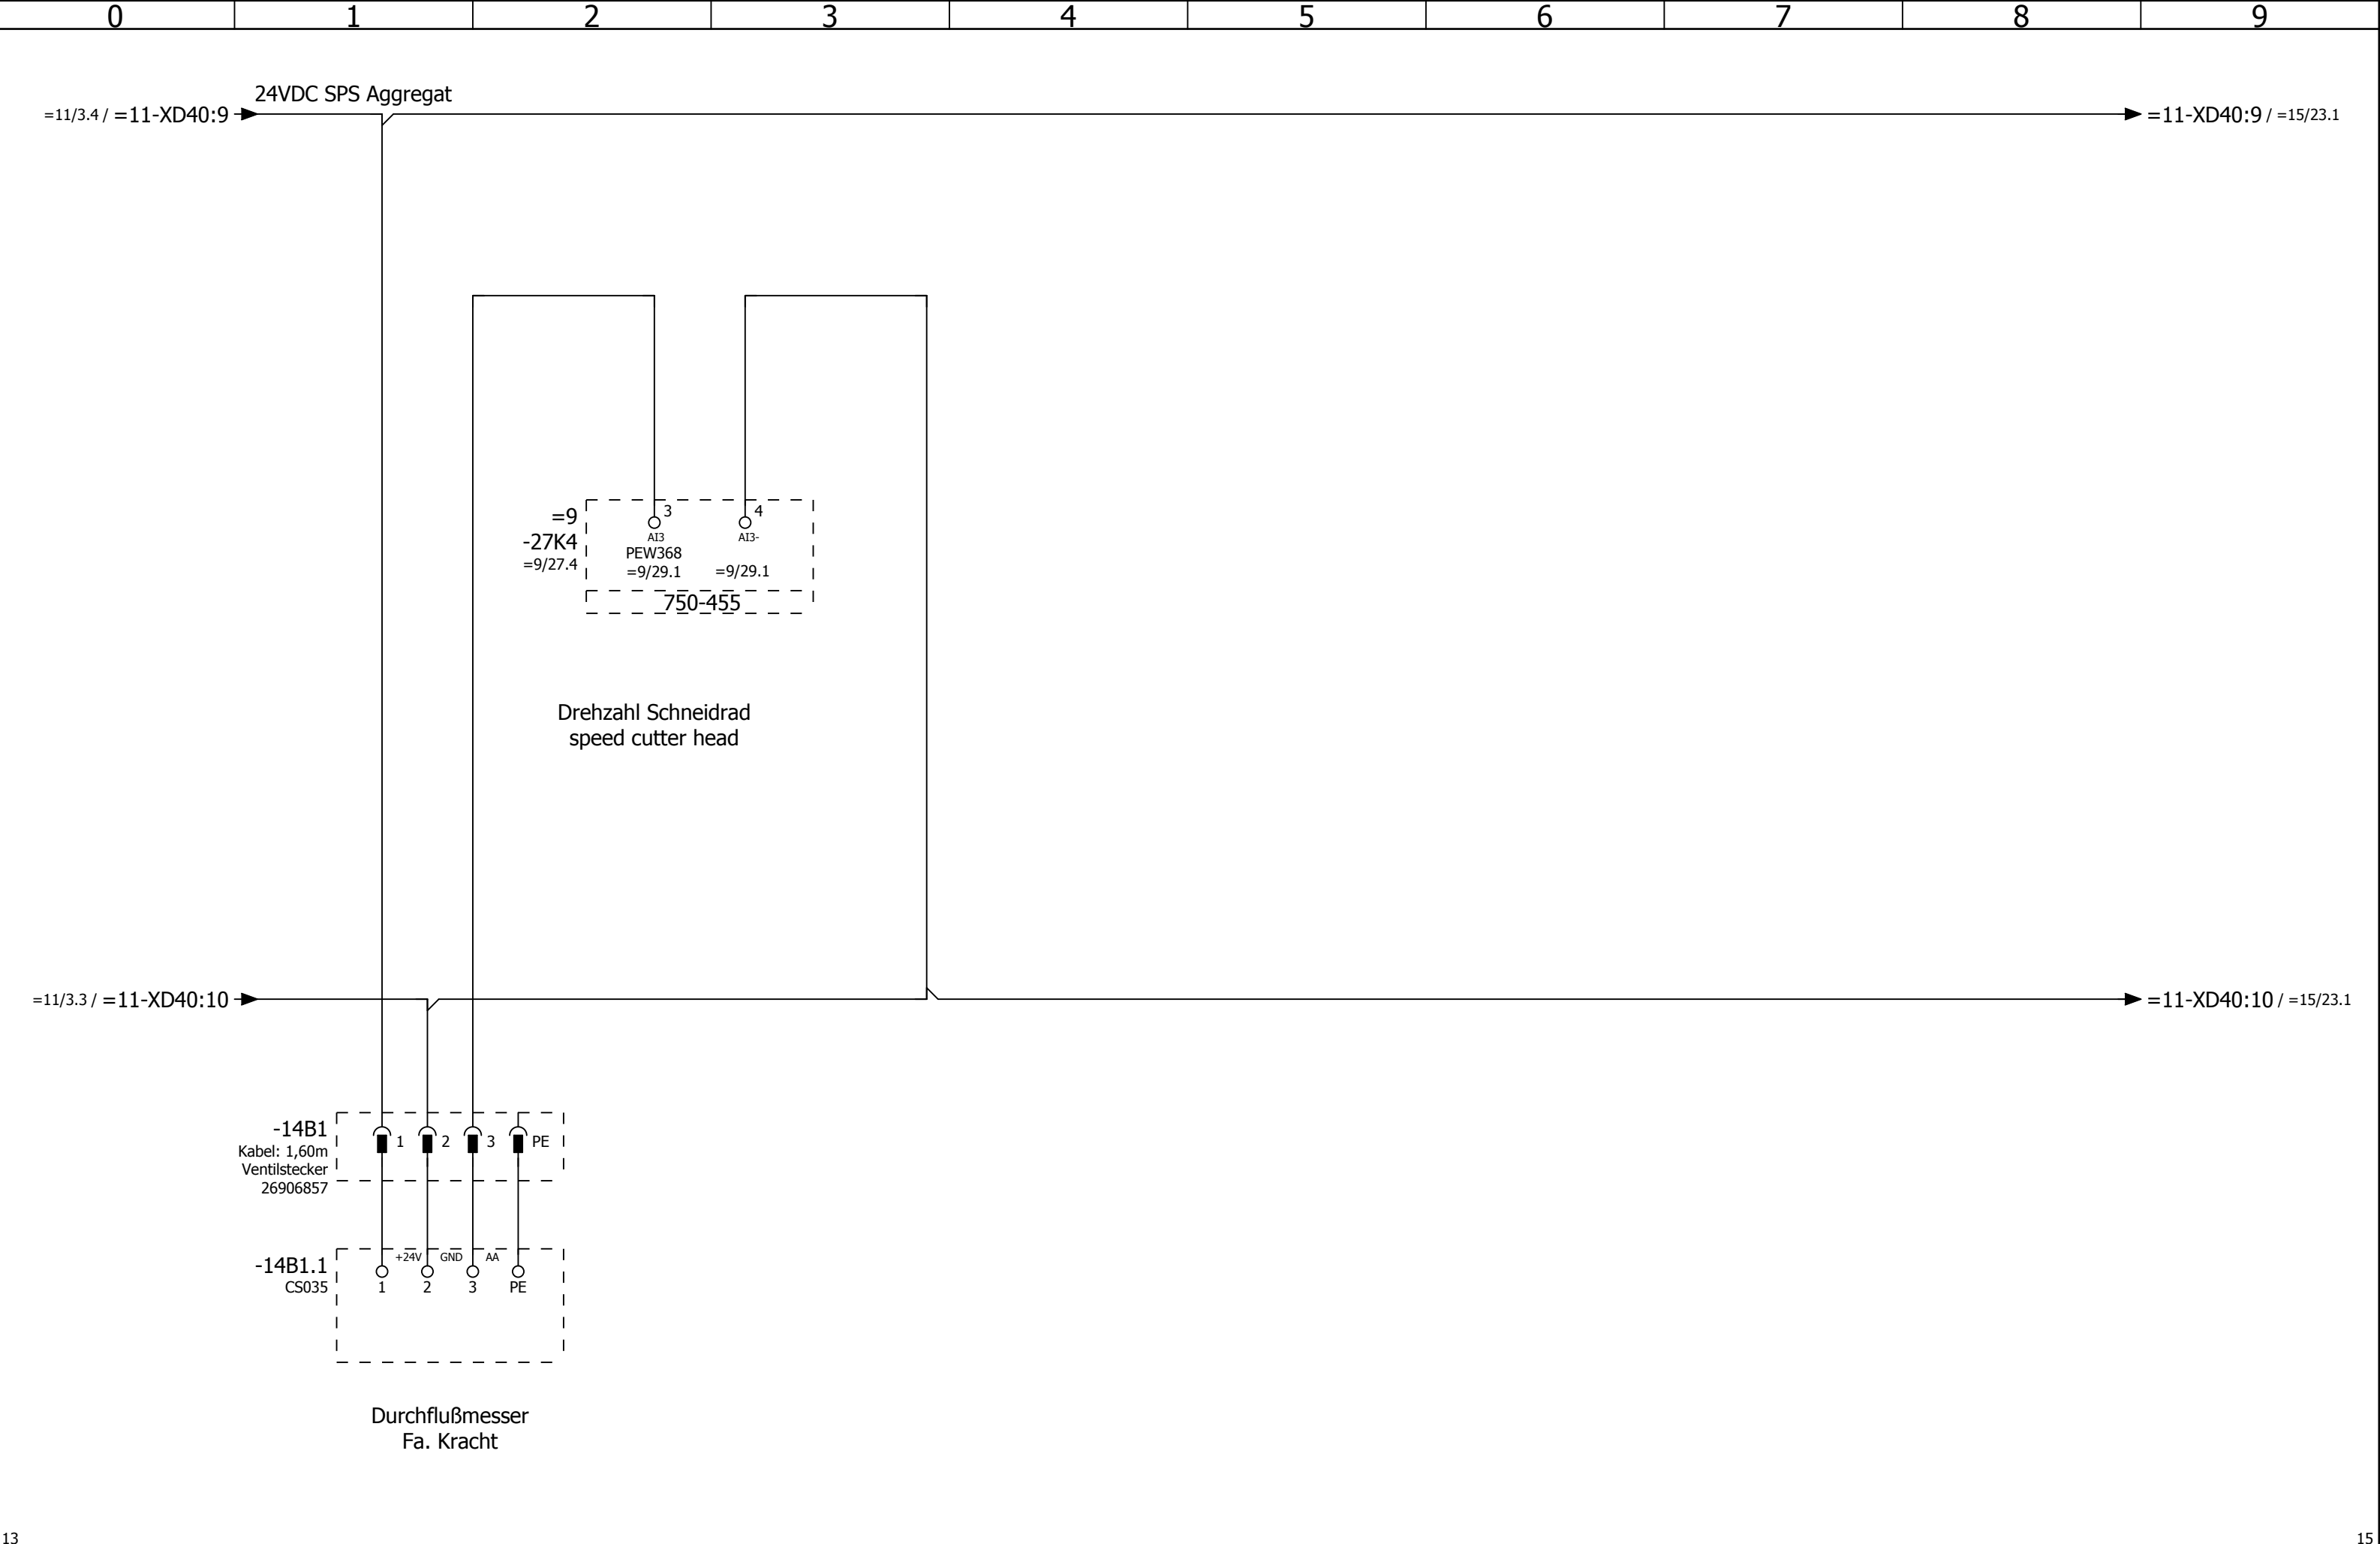 0 1 2 3 4 5 6 7 8 9
24VDC SPS Aggregat
=11/3.4 / =11-XD40:9
=11-XD40:9 / =15/23.1
=9
-27K4
=9/27.4
3 4
AI3 AI3-
PEW368
=9/29.1 =9/29.1
750-455
Drehzahl Schneidrad
speed cutter head
=11/3.3 / =11-XD40:10
=11-XD40:10 / =15/23.1
-14B1
Kabel: 1,60m
Ventilstecker
26906857
1 2 3 PE
-14B1.1
CS035
+24V GND AA
1 2 3 PE
Durchflußmesser
Fa. Kracht
13
15